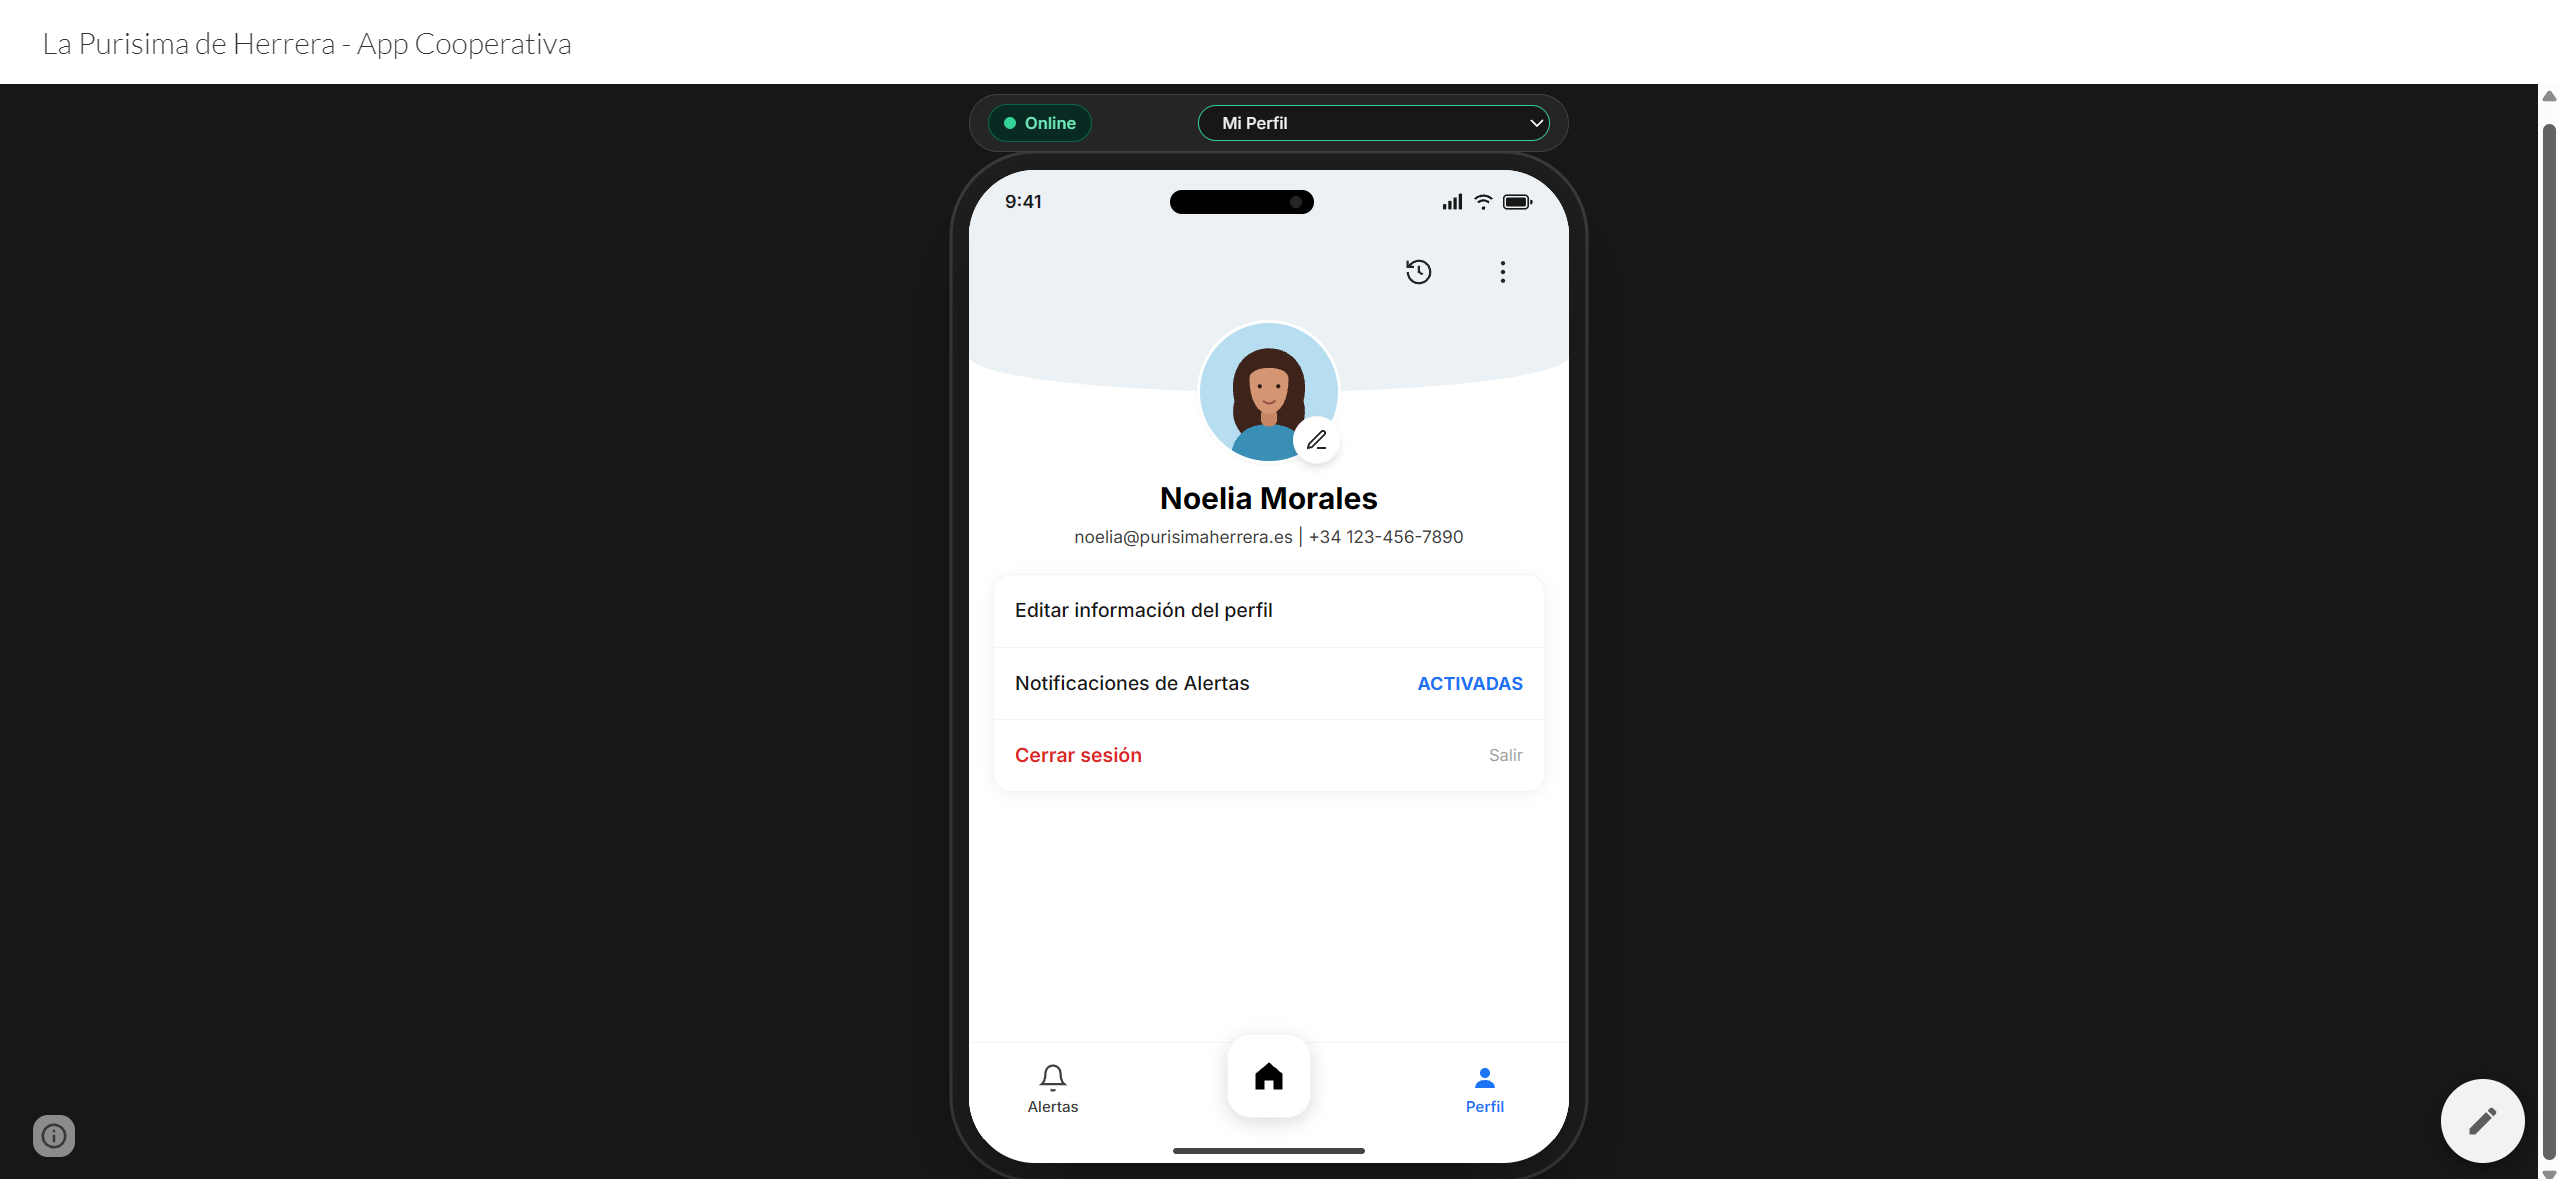 La Purisima de Herrera - App Cooperativa
Online
Mi Perfil
9:41
Noelia Morales
noelia@purisimaherrera.es | +34 123-456-7890
Editar información del perfil
Notificaciones de Alertas ACTIVADAS
Cerrar sesión Salir
Alertas
Perfil